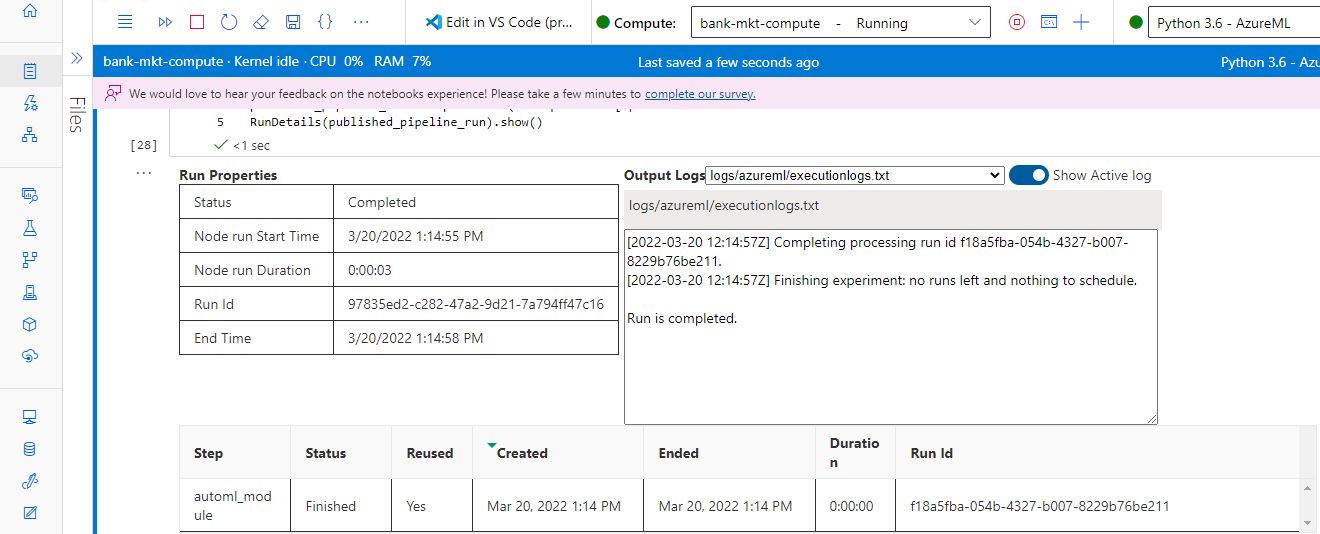 Edit in VS Code (pr...
Compute:
bank-mkt-compute - Running
Python 3.6 - AzureML
bank-mkt-compute · Kernel idle · CPU 0% RAM 7%
Last saved a few seconds ago
Python 3.6 - Azu
We would love to hear your feedback on the notebooks experience! Please take a few minutes to complete our survey.
Files
5 RunDetails(published_pipeline_run).show()
[28]
<1 sec
...
Run Properties
Status Completed
Node run Start Time 3/20/2022 1:14:55 PM
Node run Duration 0:00:03
Run Id 97835ed2-c282-47a2-9d21-7a794ff47c16
End Time 3/20/2022 1:14:58 PM
Output Logs logs/azureml/executionlogs.txt Show Active log
logs/azureml/executionlogs.txt
[2022-03-20 12:14:57Z] Completing processing run id f18a5fba-054b-4327-b007-
8229b76be211.
[2022-03-20 12:14:57Z] Finishing experiment: no runs left and nothing to schedule.
Run is completed.
Step Status Reused Created Ended Duratio
n Run Id
automl_mod
ule Finished Yes Mar 20, 2022 1:14 PM Mar 20, 2022 1:14 PM 0:00:00 f18a5fba-054b-4327-b007-8229b76be211